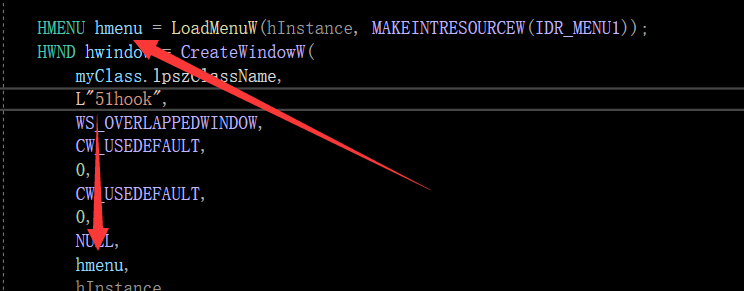 HMENU hmenu = LoadMenuW(hInstance, MAKEINTRESOURCEW(IDR_MENU1));
HWND hwindow = CreateWindowW(
myClass.lpszClassName,
L"51hook",
WS_OVERLAPPEDWINDOW,
CW_USEDEFAULT,
0,
CW_USEDEFAULT,
0,
NULL,
hmenu,
hInstance